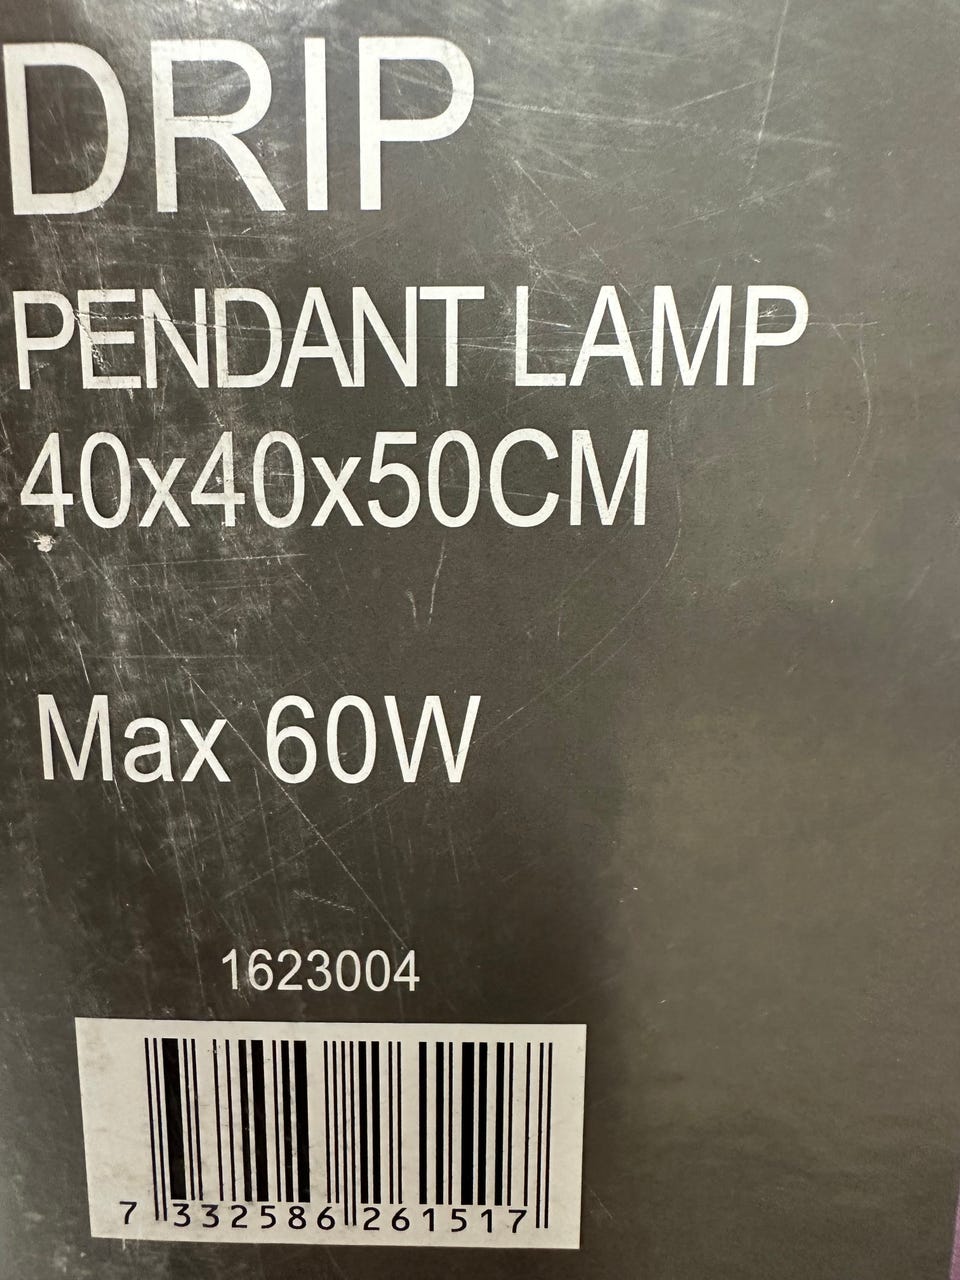 DRIP
PENDANT LAMP
40x40x50CM
Max 60W
1623004
7 332586 261517